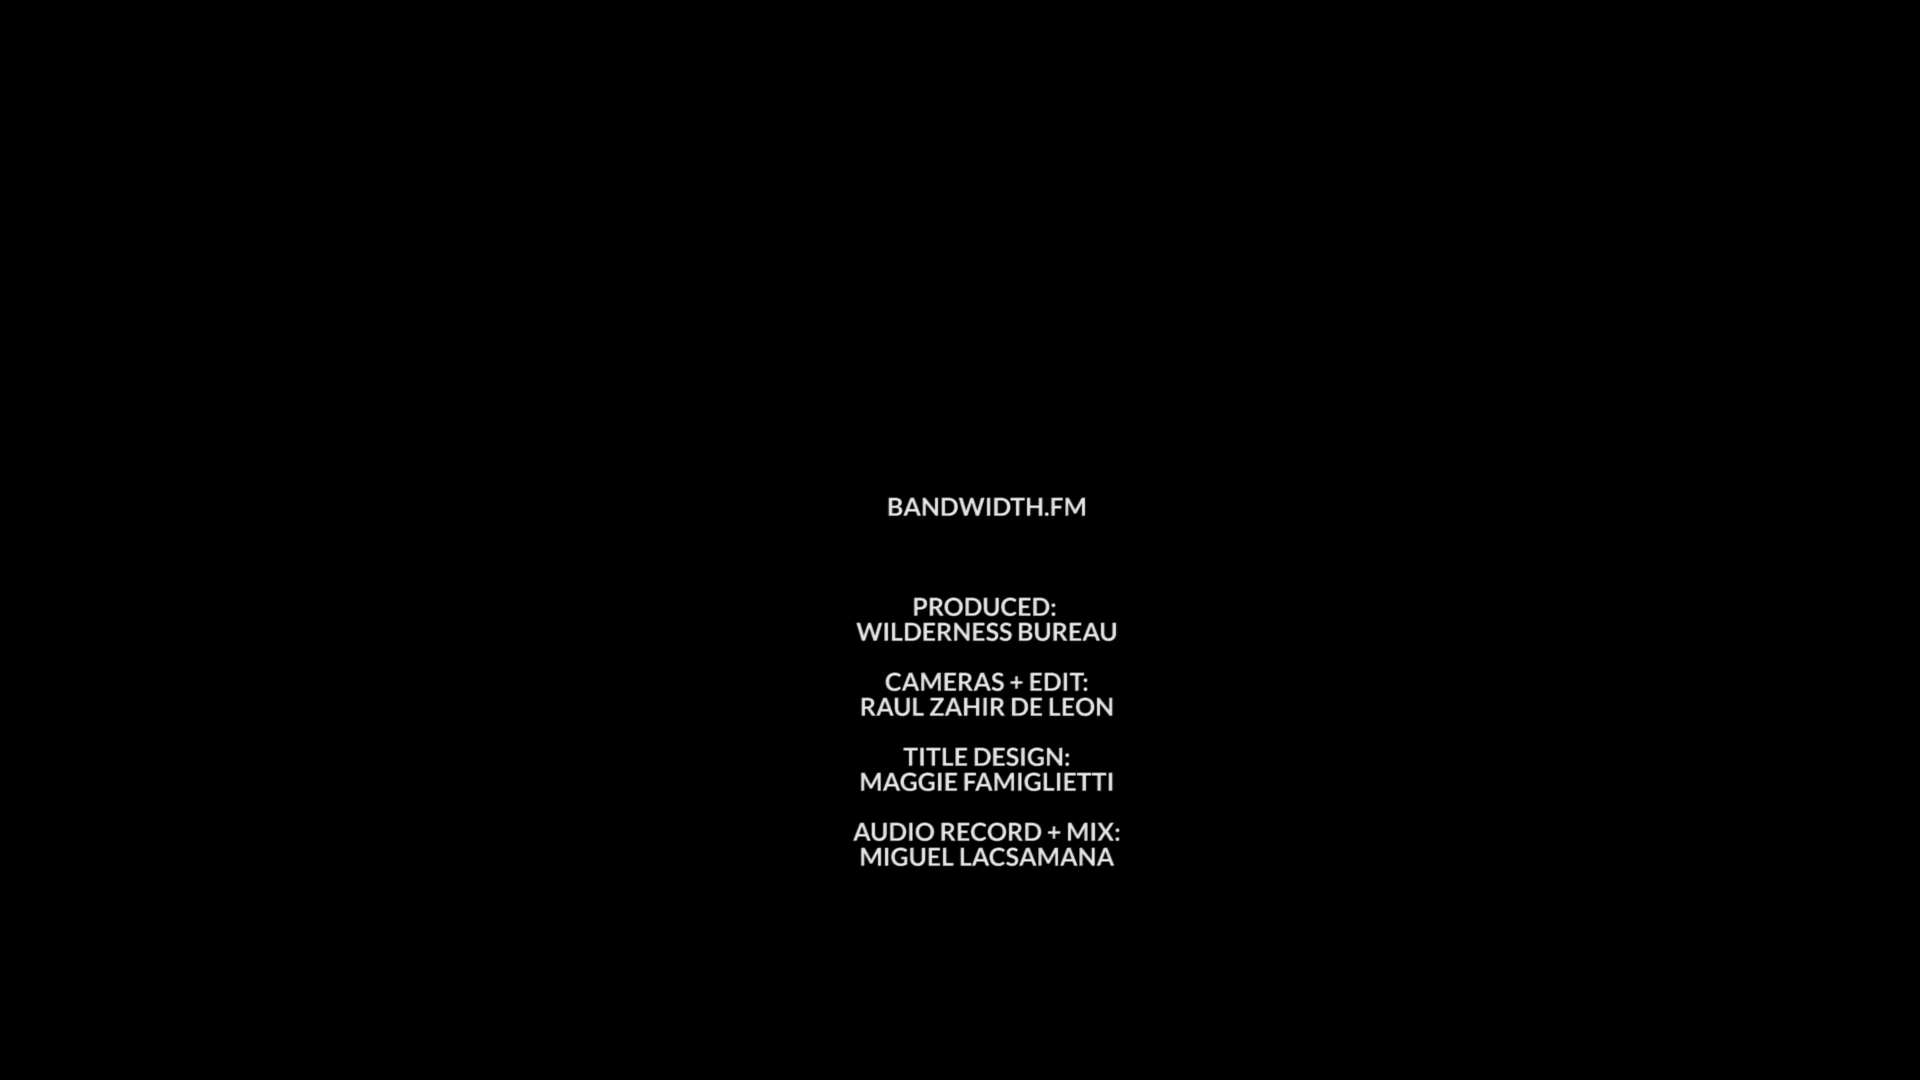 BANDWIDTH.FM
PRODUCED:
WILDERNESS BUREAU
CAMERAS + EDIT:
RAUL ZAHIR DE LEON
TITLE DESIGN:
MAGGIE FAMIGLIETTI
AUDIO RECORD + MIX:
MIGUEL LACSAMANA